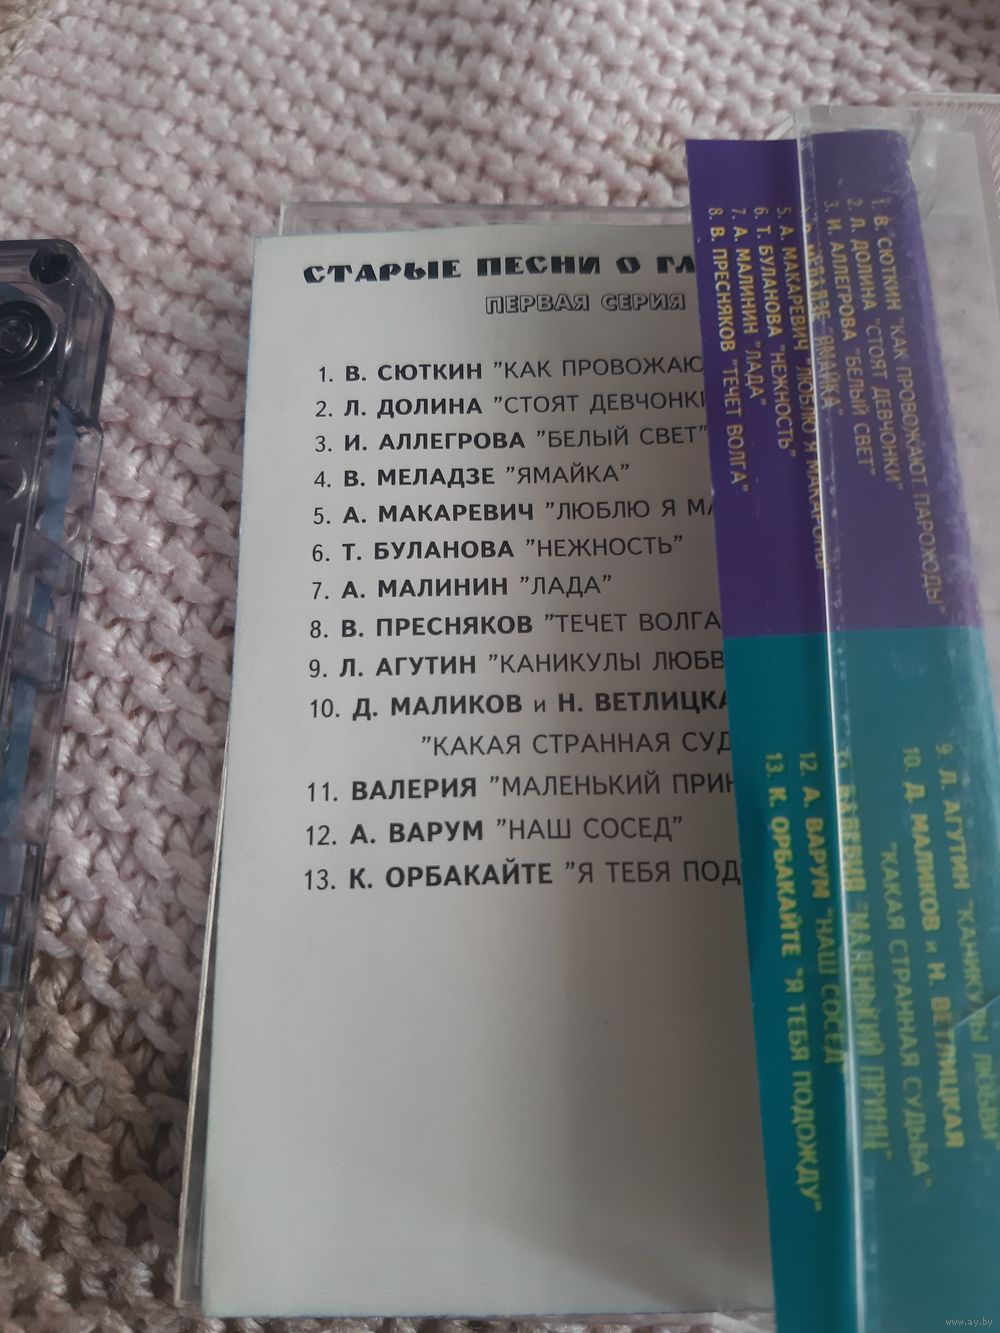 СТАРЫЕ ПЕСНИ О ГЛ
ПЕРВАЯ СЕРИЯ
1. В. СЮТКИН "КАК ПРОВОЖАЮ
2. Л. ДОЛИНА "СТОЯТ ДЕВЧОНКИ
3. И. АЛЛЕГРОВА "БЕЛЫЙ СВЕТ"
4. В. МЕЛАДЗЕ "ЯМАЙКА"
5. А. МАКАРЕВИЧ "ЛЮБЛЮ Я МА
6. Т. БУЛАНОВА "НЕЖНОСТЬ"
7. А. МАЛИНИН "ЛАДА"
8. В. ПРЕСНЯКОВ "ТЕЧЕТ ВОЛГА
9. Л. АГУТИН "КАНИКУЛЫ ЛЮБВ
10. Д. МАЛИКОВ и Н. ВЕТЛИЦКА
"КАКАЯ СТРАННАЯ СУД
11. ВАЛЕРИЯ "МАЛЕНЬКИЙ ПРИН
12. А. ВАРУМ "НАШ СОСЕД"
13. К. ОРБАКАЙТЕ "Я ТЕБЯ ПОД
1. В. СЮТКИН "КАК ПРОВОЖАЮТ ПАРОХОДЫ"
2. Л. ДОЛИНА "СТОЯТ ДЕВЧОНКИ"
3. И. АЛЛЕГРОВА "БЕЛЫЙ СВЕТ"
МЕЛАДЗЕ "ЯМАЙКА"
5. А. МАКАРЕВИЧ "ЛЮБЛЮ Я МАКАРОНЫ
6. Т. БУЛАНОВА "НЕЖНОСТЬ"
7. А. МАЛИНИН "ЛАДА"
8. В. ПРЕСНЯКОВ "ТЕЧЕТ ВОЛГА"
9. Л. АГУТИН "КАНИКУЛЫ ЛЮБВИ"
10. Д. МАЛИКОВ и Н. ВЕТЛИЦКАЯ
"КАКАЯ СТРАННАЯ СУДЬБА"
ВАЛЕРИЯ "МАЛЕНЬКИЙ ПРИНЦ"
12. А. ВАРУМ "НАШ СОСЕД
13. К. ОРБАКАЙТЕ "Я ТЕБЯ ПОДОЖДУ"
www.ay.by